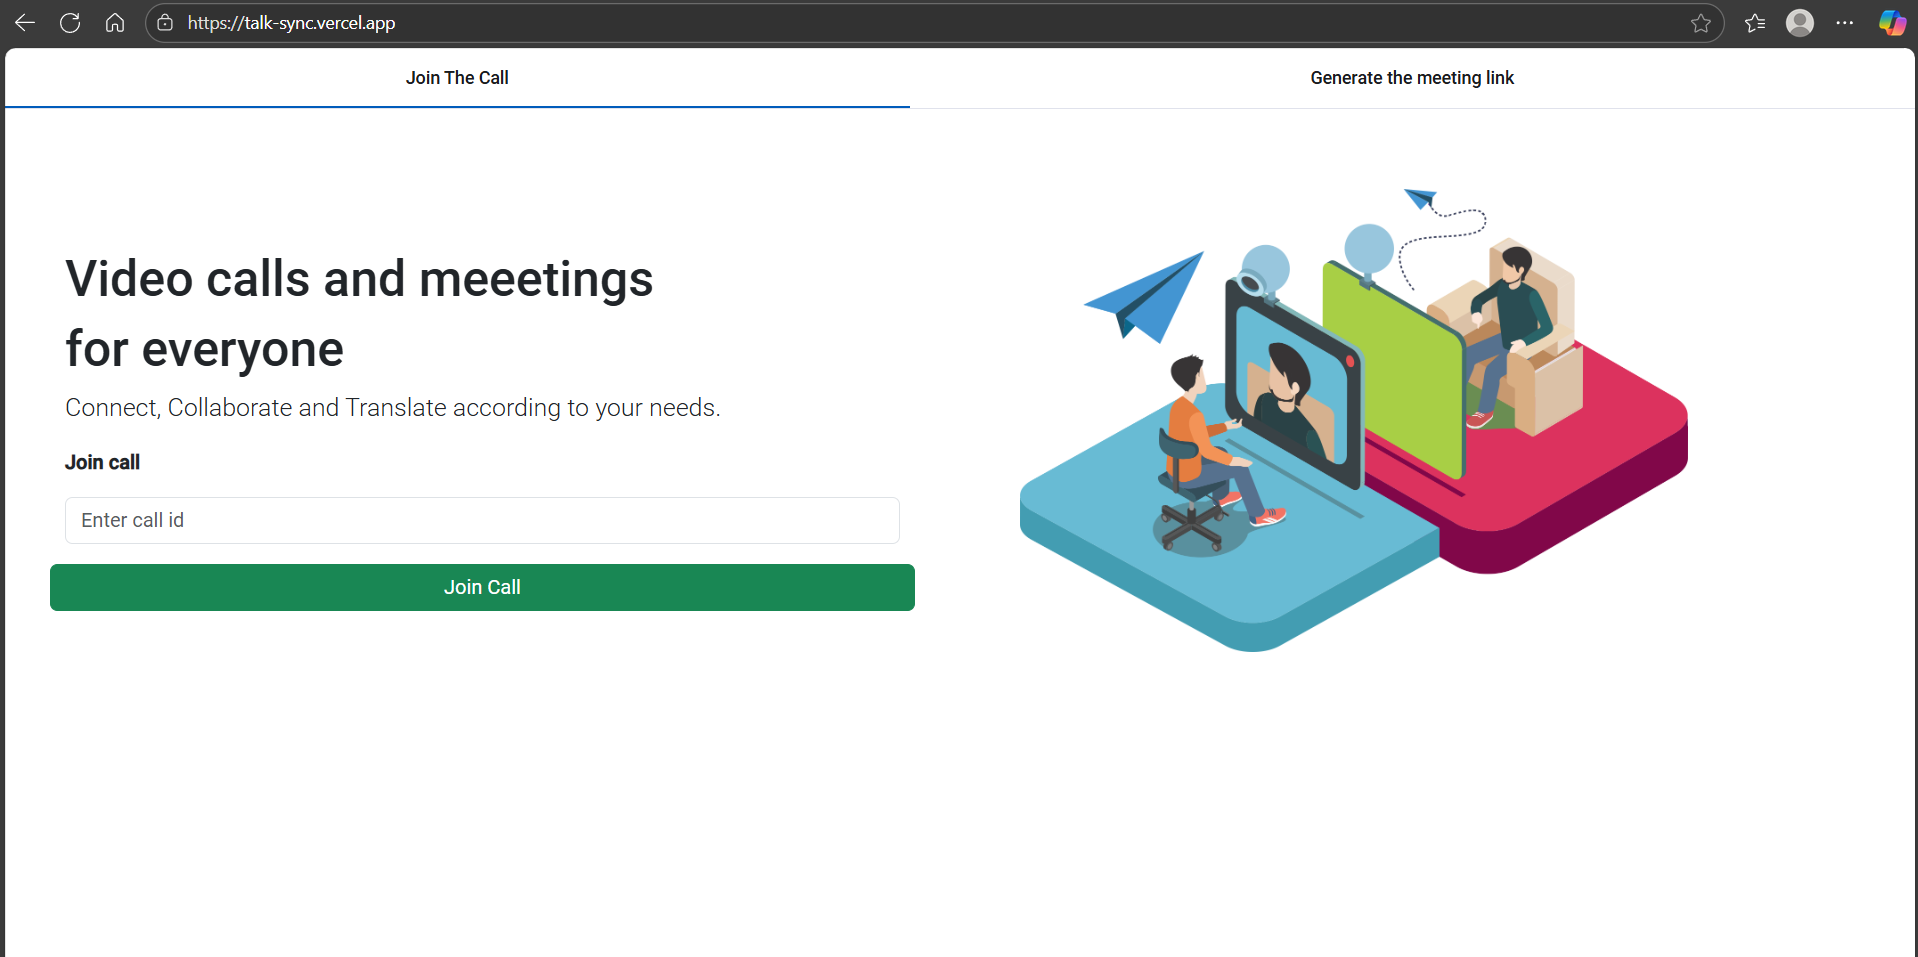 https://talk-sync.vercel.app
Join The Call
Generate the meeting link
Video calls and meeetings
for everyone
Connect, Collaborate and Translate according to your needs.
Join call
Enter call id
Join Call